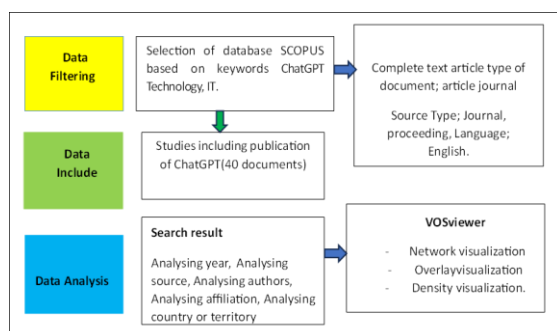 Data
Filtering
Selection of database SCOPUS
based on keywords ChatGPT
Technology, IT.
Complete text article type of
document; article journal
Source Type; Journal,
proceeding, Language;
English.
Data
Include
Studies including publication
of ChatGPT(40 documents)
Data Analysis
Search result
Analysing year, Analysing
source, Analysing authors,
Analysing affiliation, Analysing
country or territory
VOSviewer
- Network visualization
- Overlayvisualization
- Density visualization.